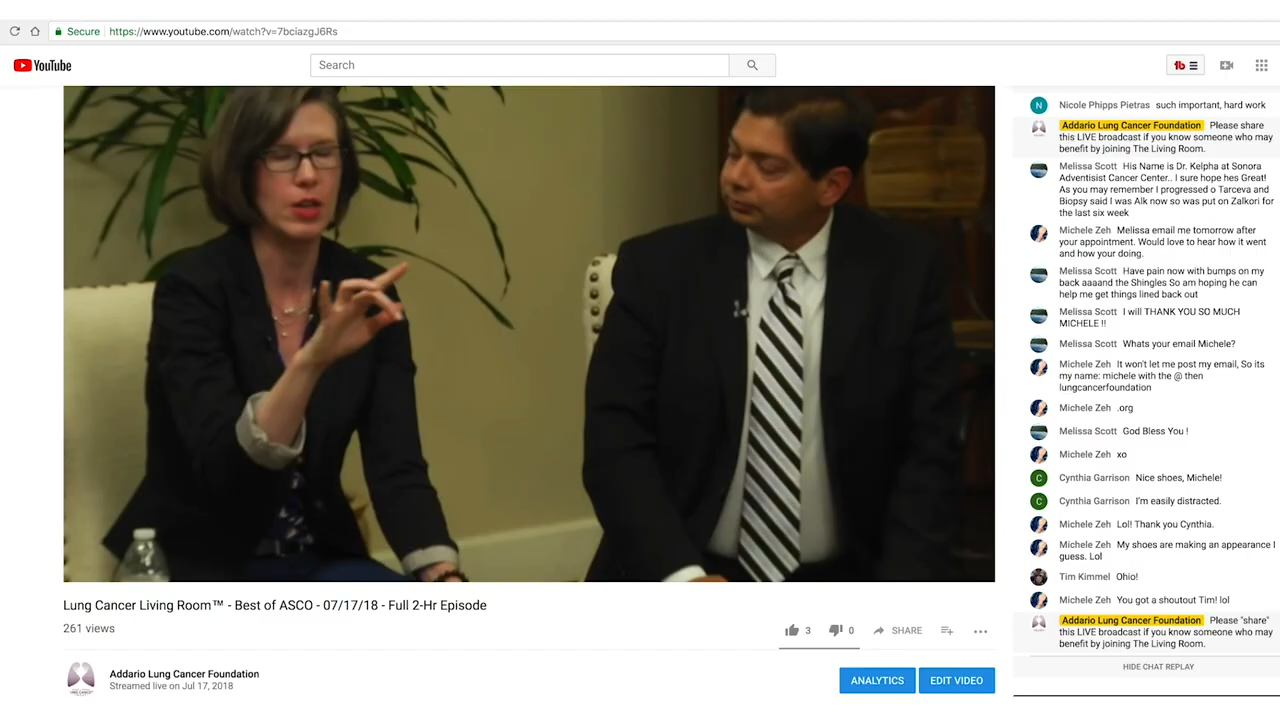 Secure https://www.youtube.com/watch?v=7bciazgJ6Rs
YouTube
Search
Nicole Phipps Pietras such important, hard work
Addario Lung Cancer Foundation Please share
this LIVE broadcast if you know someone who may
benefit by joining The Living Room.
Melissa Scott His Name is Dr. Kelpha at Sonora
Adventisist Cancer Center.. I sure hope hes Great!
As you may remember I progressed o Tarceva and
Biopsy said I was Alk now so was put on Zalkori for
the last six week
Michele Zeh Melissa email me tomorrow after
your appointment. Would love to hear how it went
and how your doing.
Melissa Scott Have pain now with bumps on my
back aaaand the Shingles So am hoping he can
help me get things lined back out
Melissa Scott I will THANK YOU SO MUCH
MICHELE !!
Melissa Scott Whats your email Michele?
Michele Zeh It won't let me post my email, So its
my name: michele with the @ then
lungcancerfoundation
Michele Zeh .org
Melissa Scott God Bless You !
Michele Zeh xo
C Cynthia Garrison Nice shoes, Michele!
C Cynthia Garrison I'm easily distracted.
Michele Zeh Lol! Thank you Cynthia.
Michele Zeh My shoes are making an appearance I
guess. Lol
Tim Kimmel Ohio!
Michele Zeh You got a shoutout Tim! lol
Addario Lung Cancer Foundation Please "share"
this LIVE broadcast if you know someone who may
benefit by joining The Living Room.
HIDE CHAT REPLAY
Lung Cancer Living Room™ - Best of ASCO - 07/17/18 - Full 2-Hr Episode
261 views
3 0 SHARE
Addario Lung Cancer Foundation
Streamed live on Jul 17, 2018
ANALYTICS EDIT VIDEO